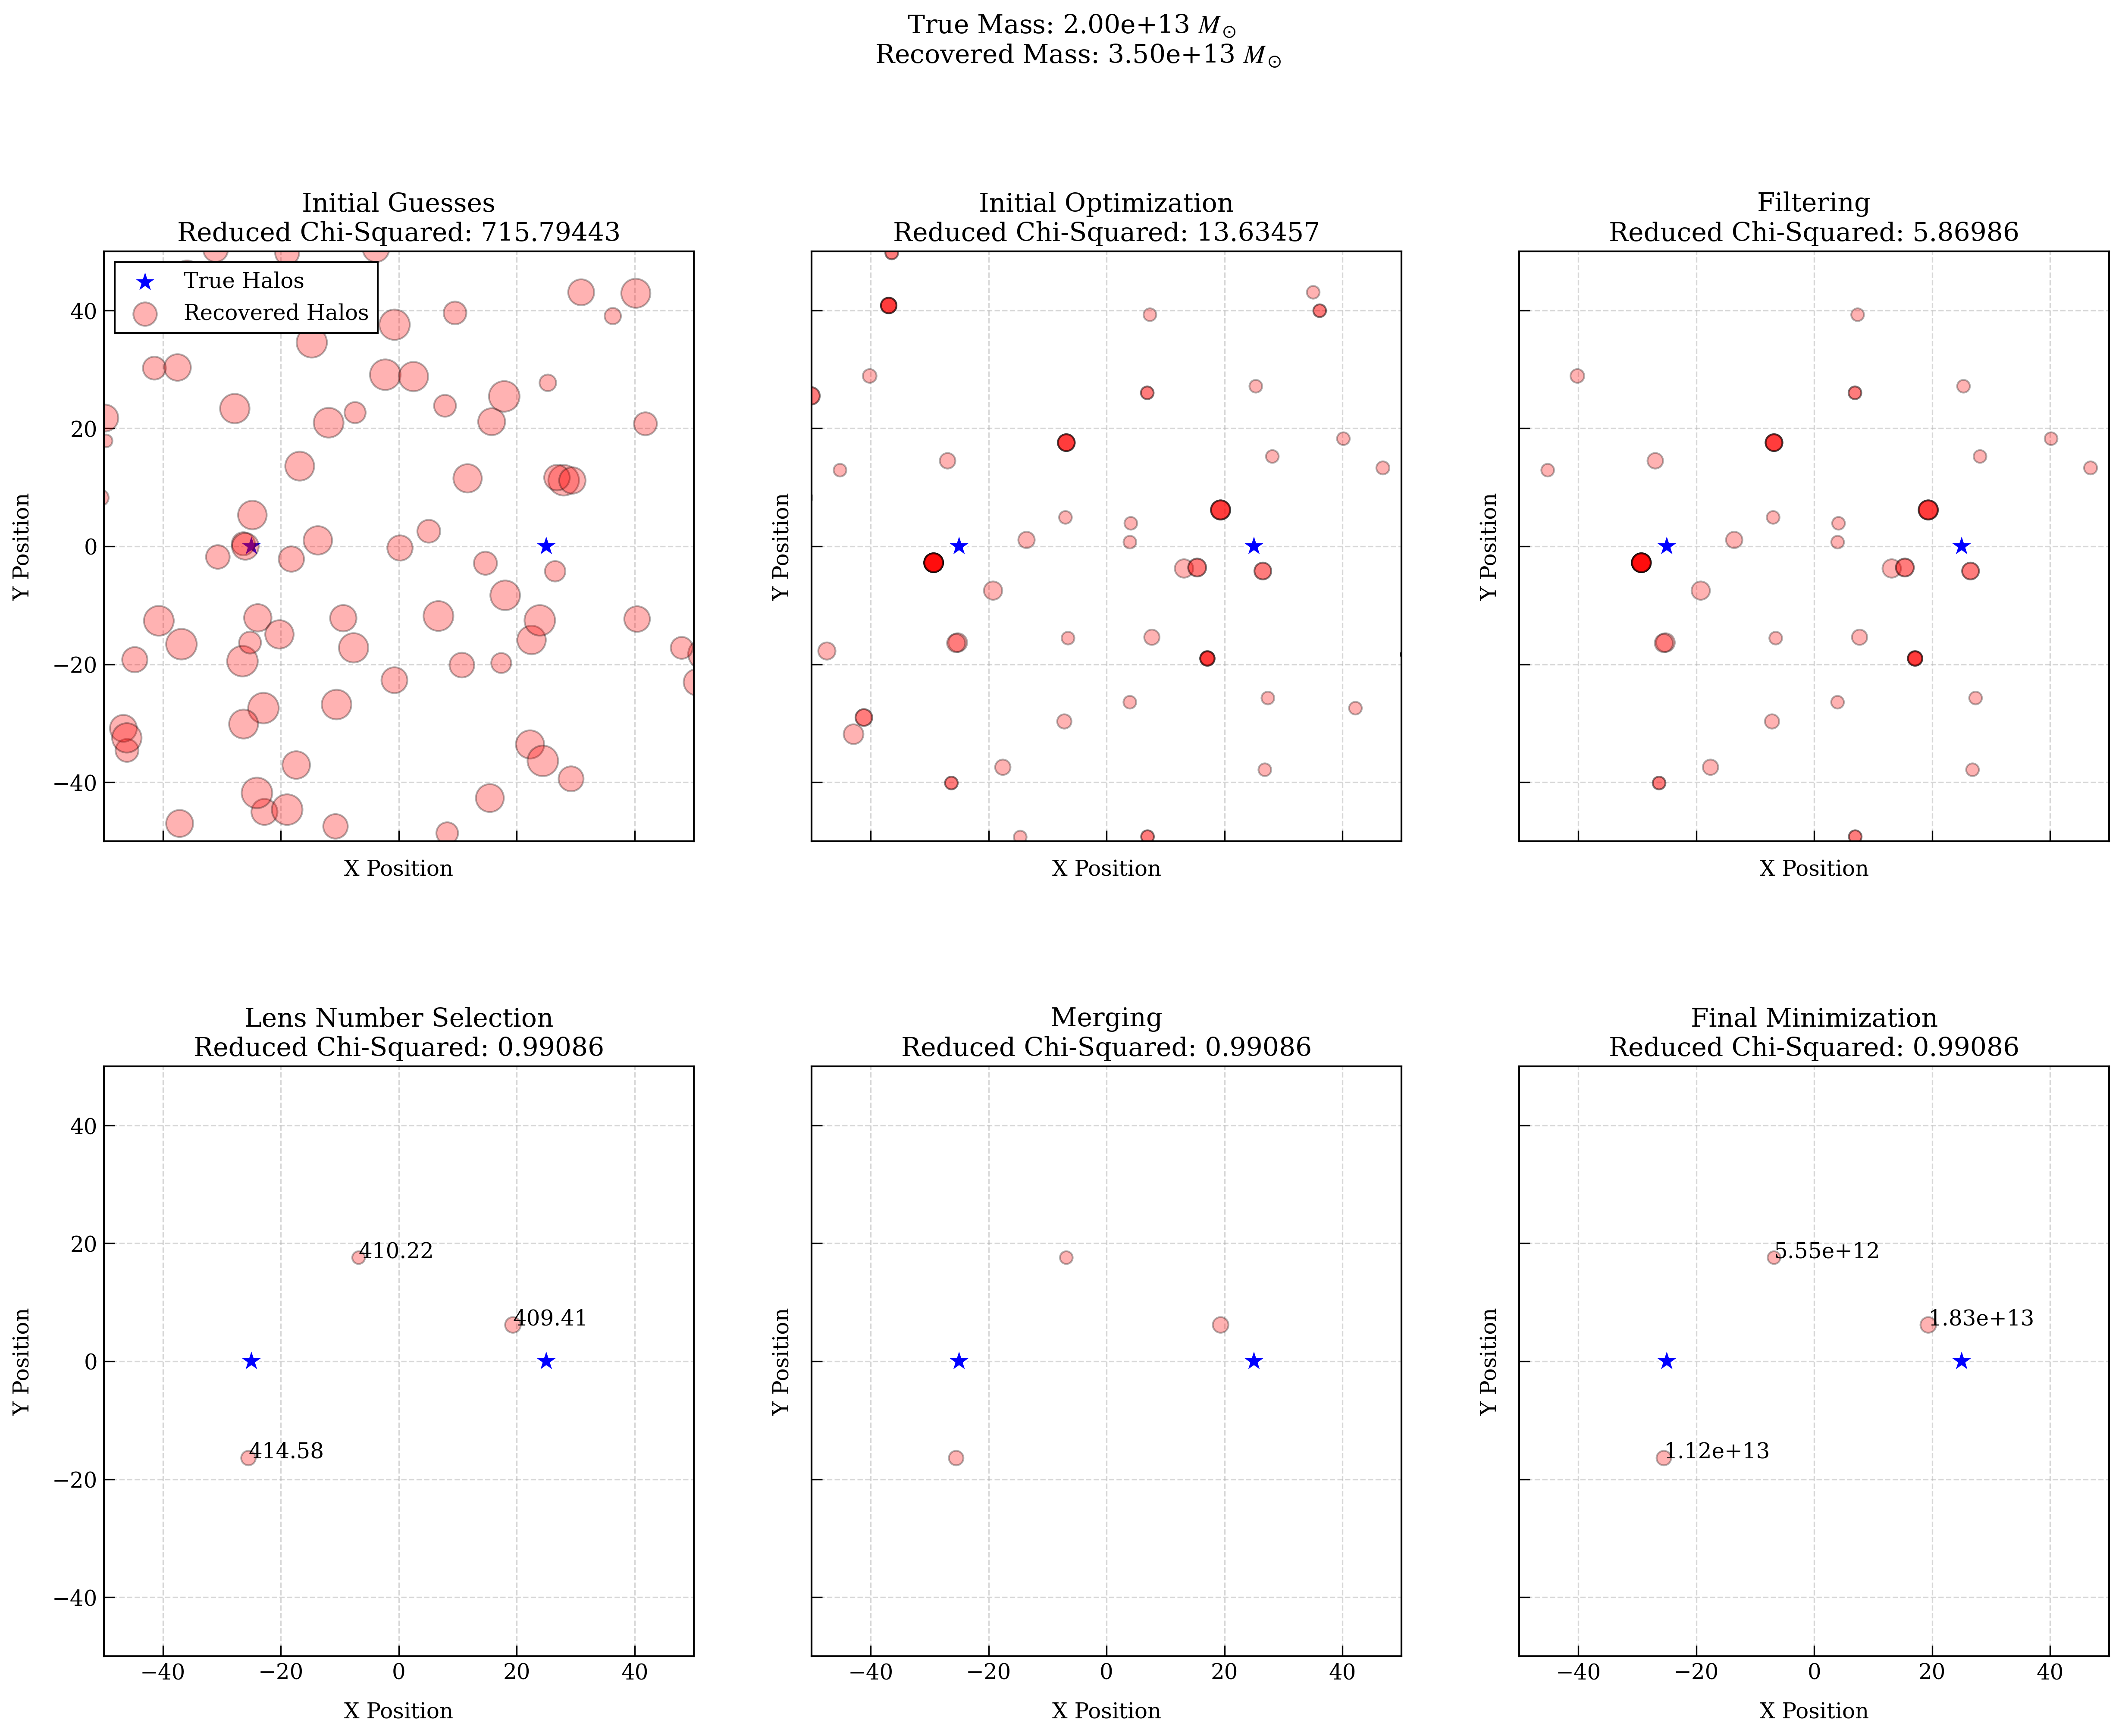 True Mass: 2.00e+13 M⊙
Recovered Mass: 3.50e+13 M⊙
Initial Guesses
Reduced Chi-Squared: 715.79443
Initial Optimization
Reduced Chi-Squared: 13.63457
Filtering
Reduced Chi-Squared: 5.86986
True Halos
Recovered Halos
40
20
0
−20
−40
Y Position
Y Position
Y Position
X Position
X Position
X Position
Lens Number Selection
Reduced Chi-Squared: 0.99086
Merging
Reduced Chi-Squared: 0.99086
Final Minimization
Reduced Chi-Squared: 0.99086
40
20
0
−20
−40
Y Position
410.22
409.41
414.58
Y Position
Y Position
5.55e+12
1.83e+13
1.12e+13
−40 −20 0 20 40
−40 −20 0 20 40
−40 −20 0 20 40
X Position
X Position
X Position